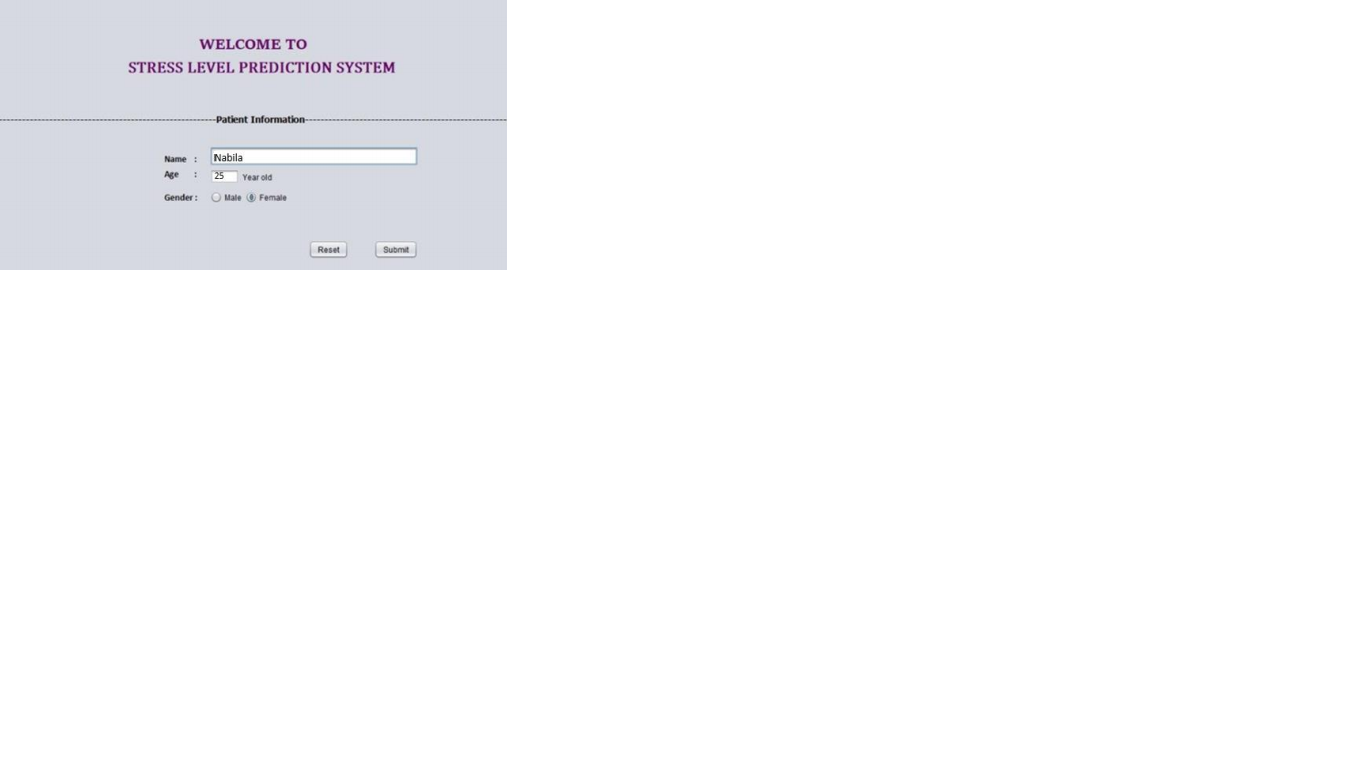 WELCOME TO
STRESS LEVEL PREDICTION SYSTEM
Patient Information
Name : Nabila
Age : 25 Year old
Gender : Male Female
Reset Submit